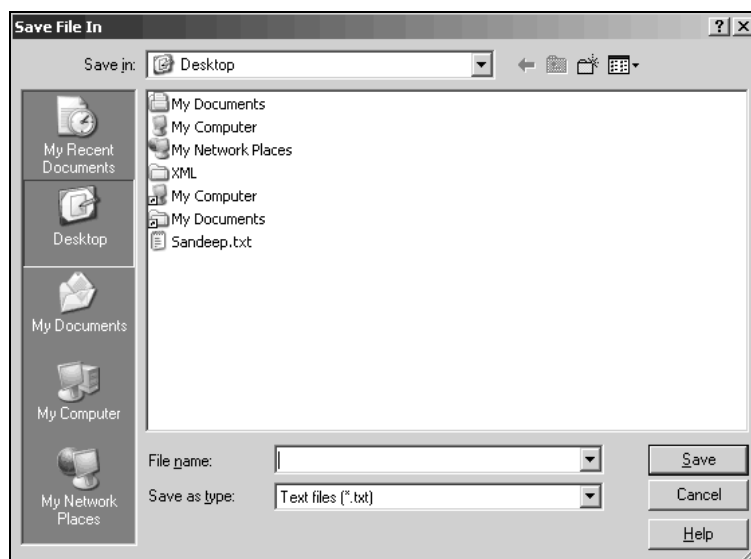 Save File In
Save in: Desktop
My Recent
Documents
Desktop
My Documents
My Computer
My Network
Places
My Documents
My Computer
My Network Places
XML
My Computer
My Documents
Sandeep.txt
File name:
Save as type: Text files (*.txt)
Save
Cancel
Help